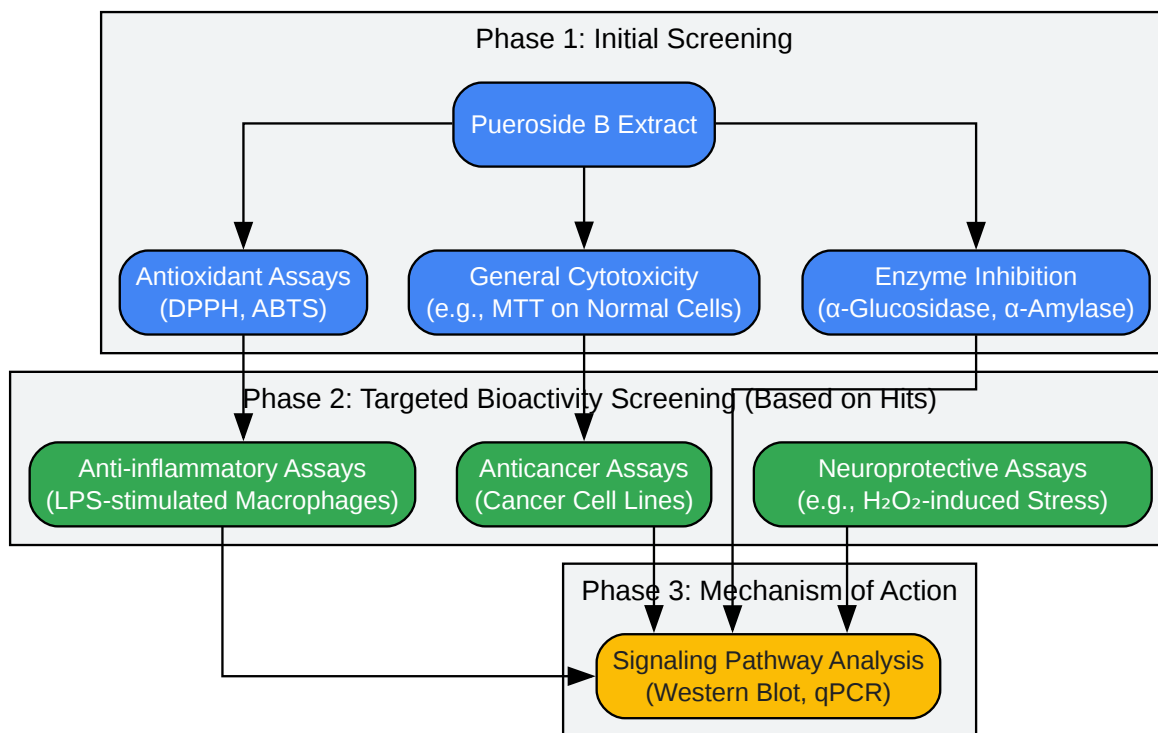 Phase 1: Initial Screening
Pueroside B Extract
Antioxidant Assays
(DPPH, ABTS)
General Cytotoxicity
(e.g., MTT on Normal Cells)
Enzyme Inhibition
(α-Glucosidase, α-Amylase)
Phase 2: Targeted Bioactivity Screening (Based on Hits)
Anti-inflammatory Assays
(LPS-stimulated Macrophages)
Anticancer Assays
(Cancer Cell Lines)
Neuroprotective Assays
(e.g., H₂O₂-induced Stress)
Phase 3: Mechanism of Action
Signaling Pathway Analysis
(Western Blot, qPCR)